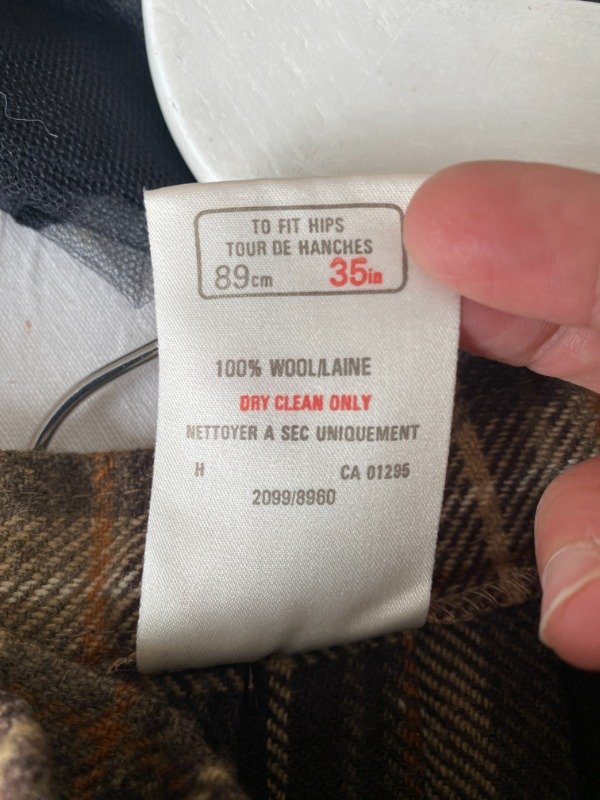 TO FIT HIPS
TOUR DE HANCHES
89cm 35in
100% WOOL/LAINE
DRY CLEAN ONLY
NETTOYER A SEC UNIQUEMENT
H CA 01295
2099/8960